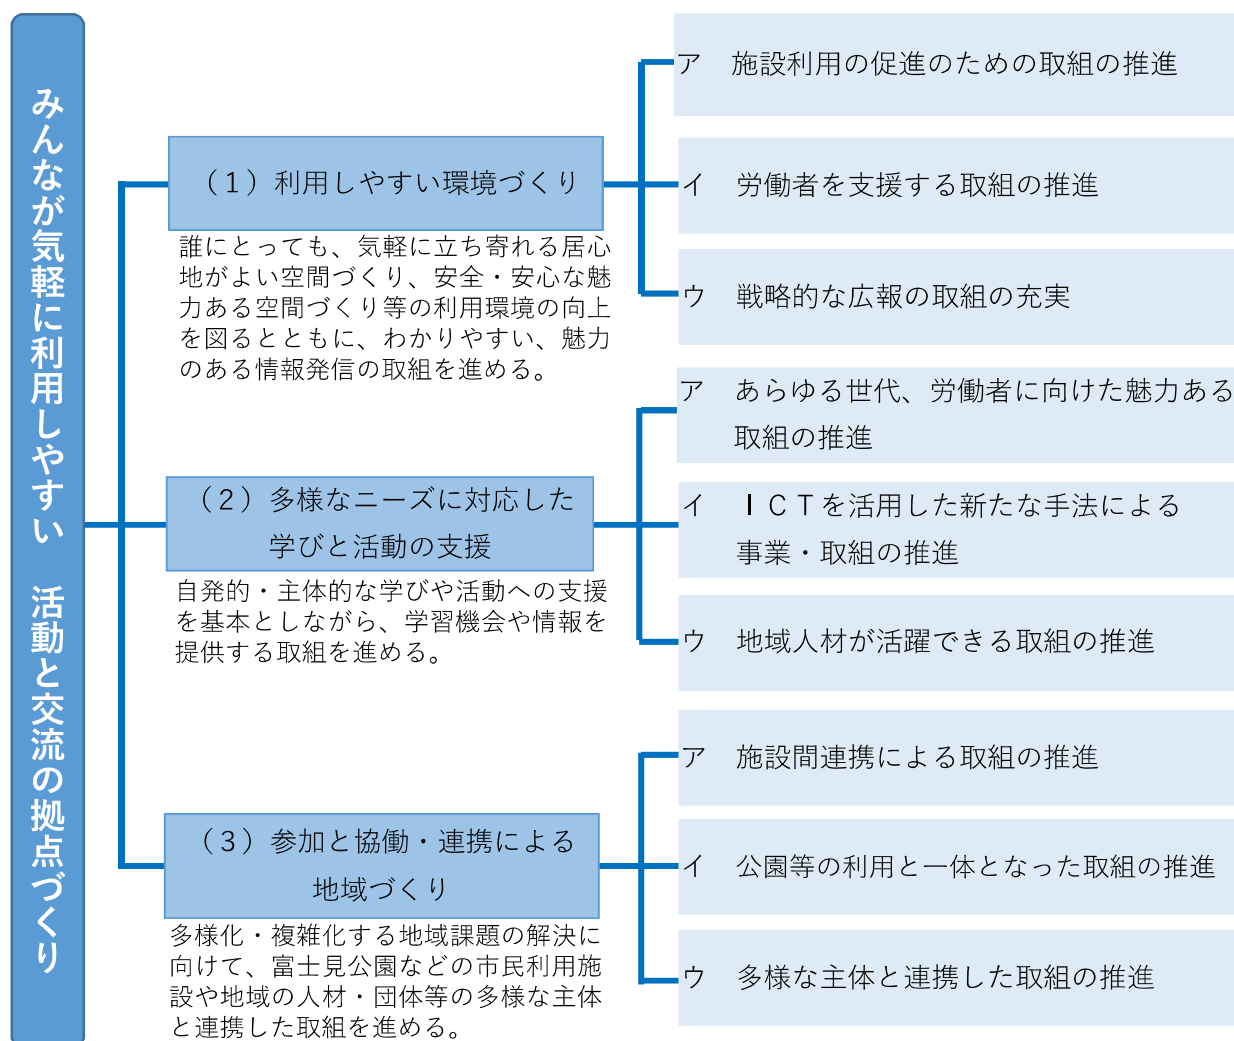 みんなが気軽に利用しやすい　活動と交流の拠点づくり
（１）利用しやすい環境づくり
誰にとっても、気軽に立ち寄れる居心
地がよい空間づくり、安全・安心な魅
力ある空間づくり等の利用環境の向上
を図るとともに、わかりやすい、魅力
のある情報発信の取組を進める。
ア　施設利用の促進のための取組の推進
イ　労働者を支援する取組の推進
ウ　戦略的な広報の取組の充実
（２）多様なニーズに対応した
学びと活動の支援
自発的・主体的な学びや活動への支援
を基本としながら、学習機会や情報を
提供する取組を進める。
ア　あらゆる世代、労働者に向けた魅力ある
取組の推進
イ　ＩＣＴを活用した新たな手法による
事業・取組の推進
ウ　地域人材が活躍できる取組の推進
（３）参加と協働・連携による
地域づくり
多様化・複雑化する地域課題の解決に
向けて、富士見公園などの市民利用施
設や地域の人材・団体等の多様な主体
と連携した取組を進める。
ア　施設間連携による取組の推進
イ　公園等の利用と一体となった取組の推進
ウ　多様な主体と連携した取組の推進